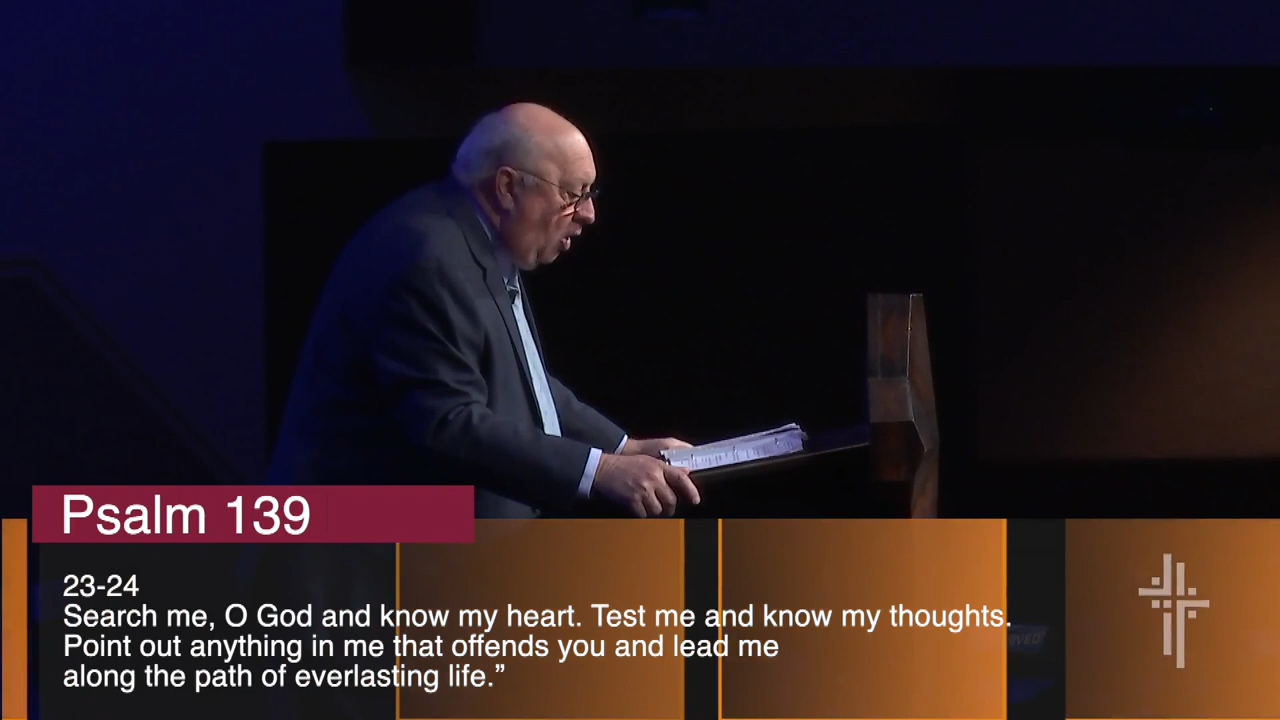 Psalm 139
23-24
Search me, O God and know my heart. Test me and know my thoughts.
Point out anything in me that offends you and lead me
along the path of everlasting life.”